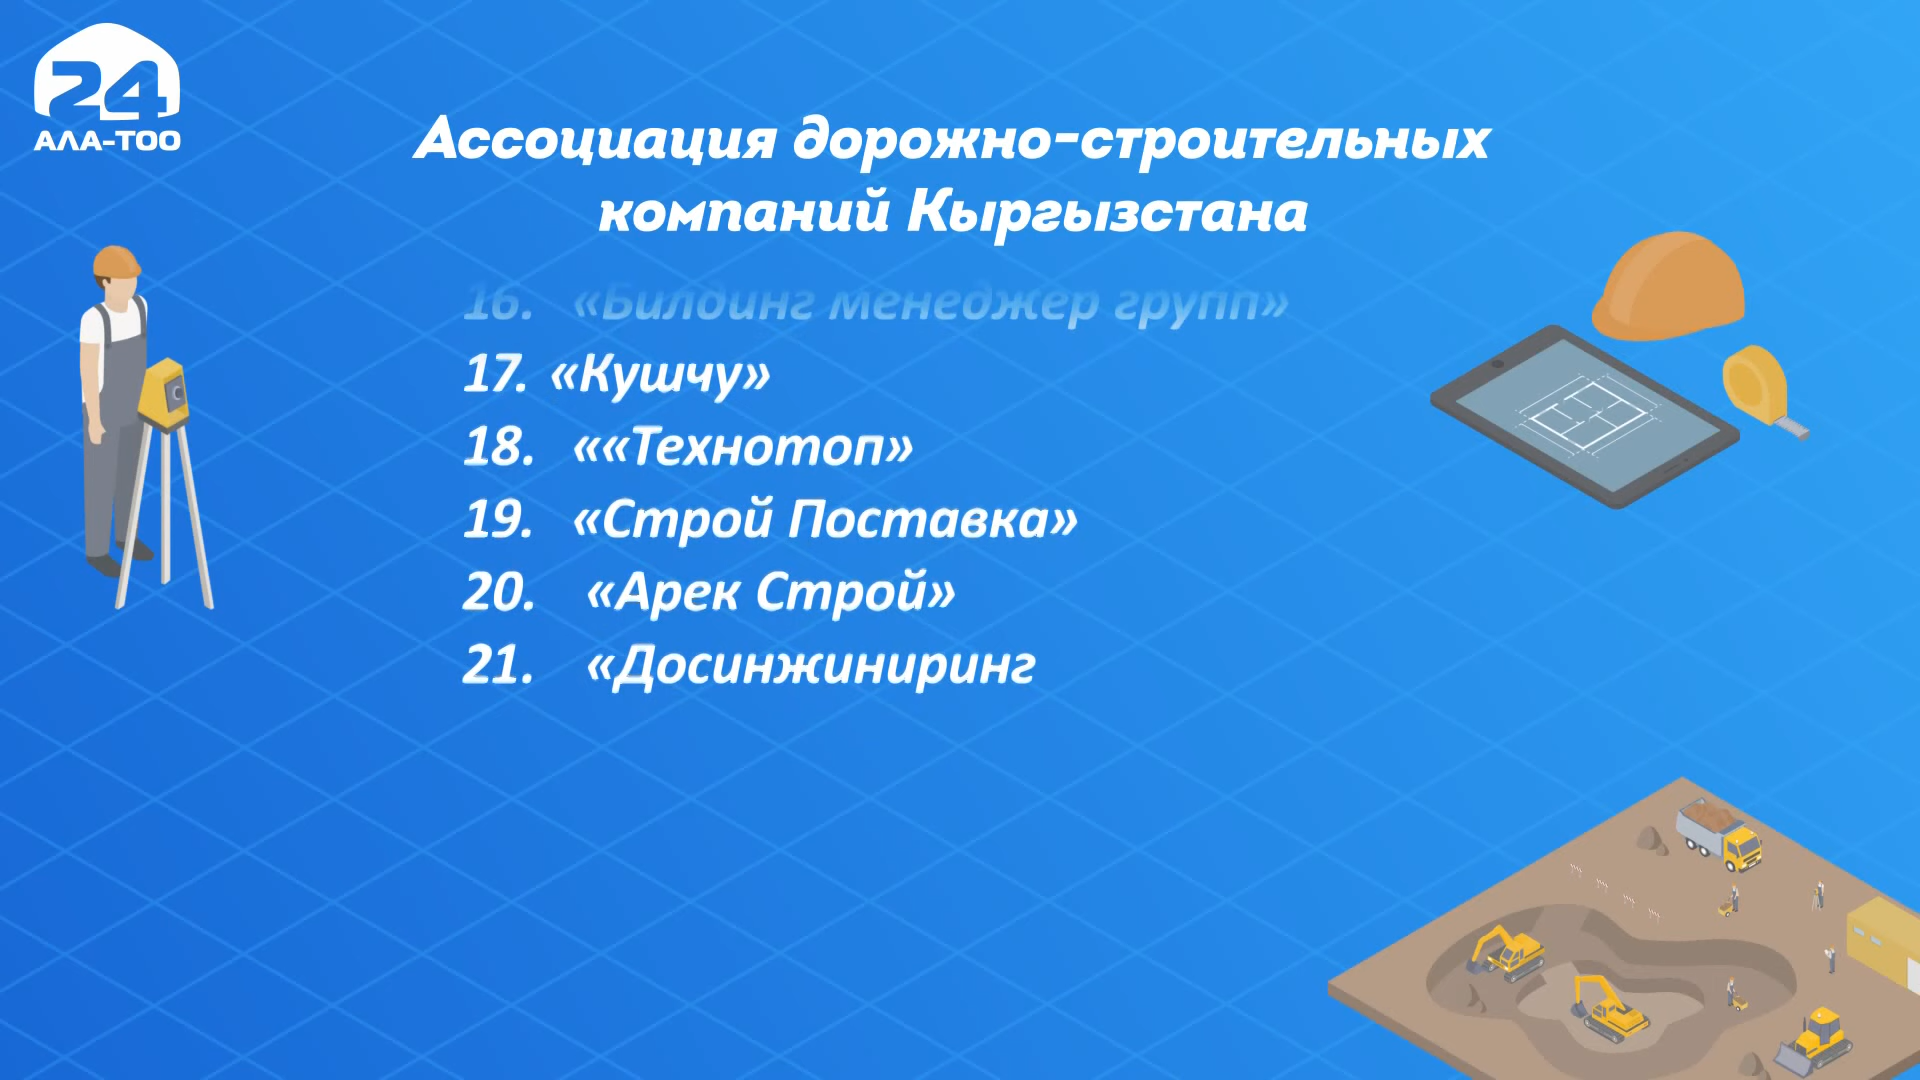 24
АЛА-ТОО
Ассоциация дорожно-строительных
компаний Кыргызстана
16. «Билдинг менеджер групп»
17. «Кушчу»
18. ««Технотоп»
19. «Строй Поставка»
20. «Арек Строй»
21. «Досинжиниринг